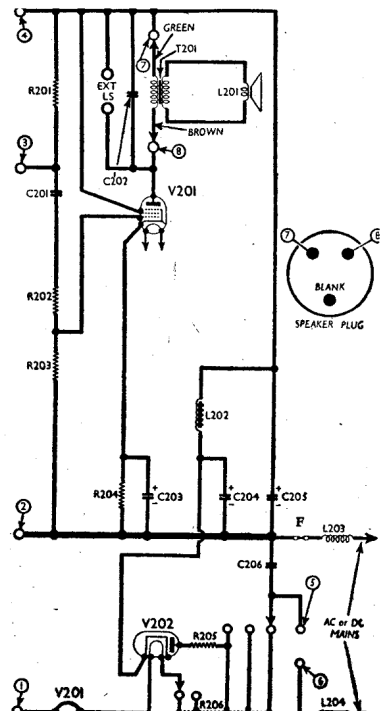 ④
⑦
GREEN
T201
R201
EXT
LS
L201
BROWN
③
⑧
C201
C202
V201
⑦
⑧
R202
BLANK
SPEAKER PLUG
R203
L202
R204
+
-
C203
+
-
C204
+
-
C205
②
F
L203
C206
⑤
AC or DC
MAINS
V202
R205
⑥
①
V201
R206
L204